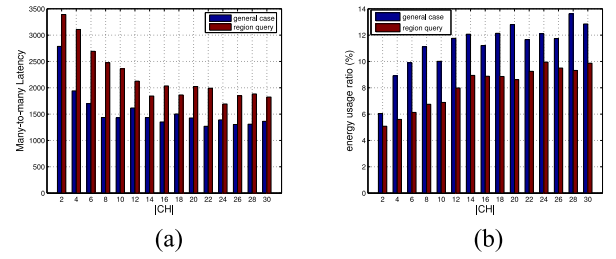 3500
3000
2500
2000
1500
1000
500
0
Many-to-many Latency
general case
region query
2 4 6 8 10 12 14 16 18 20 22 24 26 28 30
|CH|
(a)
14
12
10
8
6
4
2
0
energy usage ratio (%)
general case
region query
2 4 6 8 10 12 14 16 18 20 22 24 26 28 30
|CH|
(b)